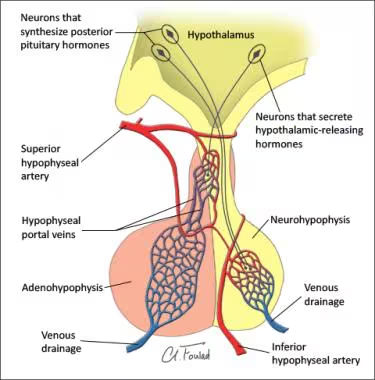 Neurons that
synthesize posterior
pituitary hormones
Hypothalamus
Neurons that secrete
hypothalamic-releasing
hormones
Superior
hypophyseal
artery
Hypophyseal
portal veins
Neurohypophysis
Adenohypophysis
Venous
drainage
Venous
drainage
Inferior
hypophyseal artery